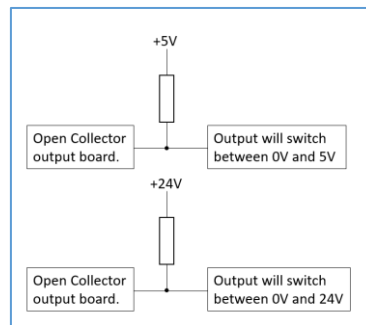 +5V
Open Collector
output board.
Output will switch
between 0V and 5V
+24V
Open Collector
output board.
Output will switch
between 0V and 24V